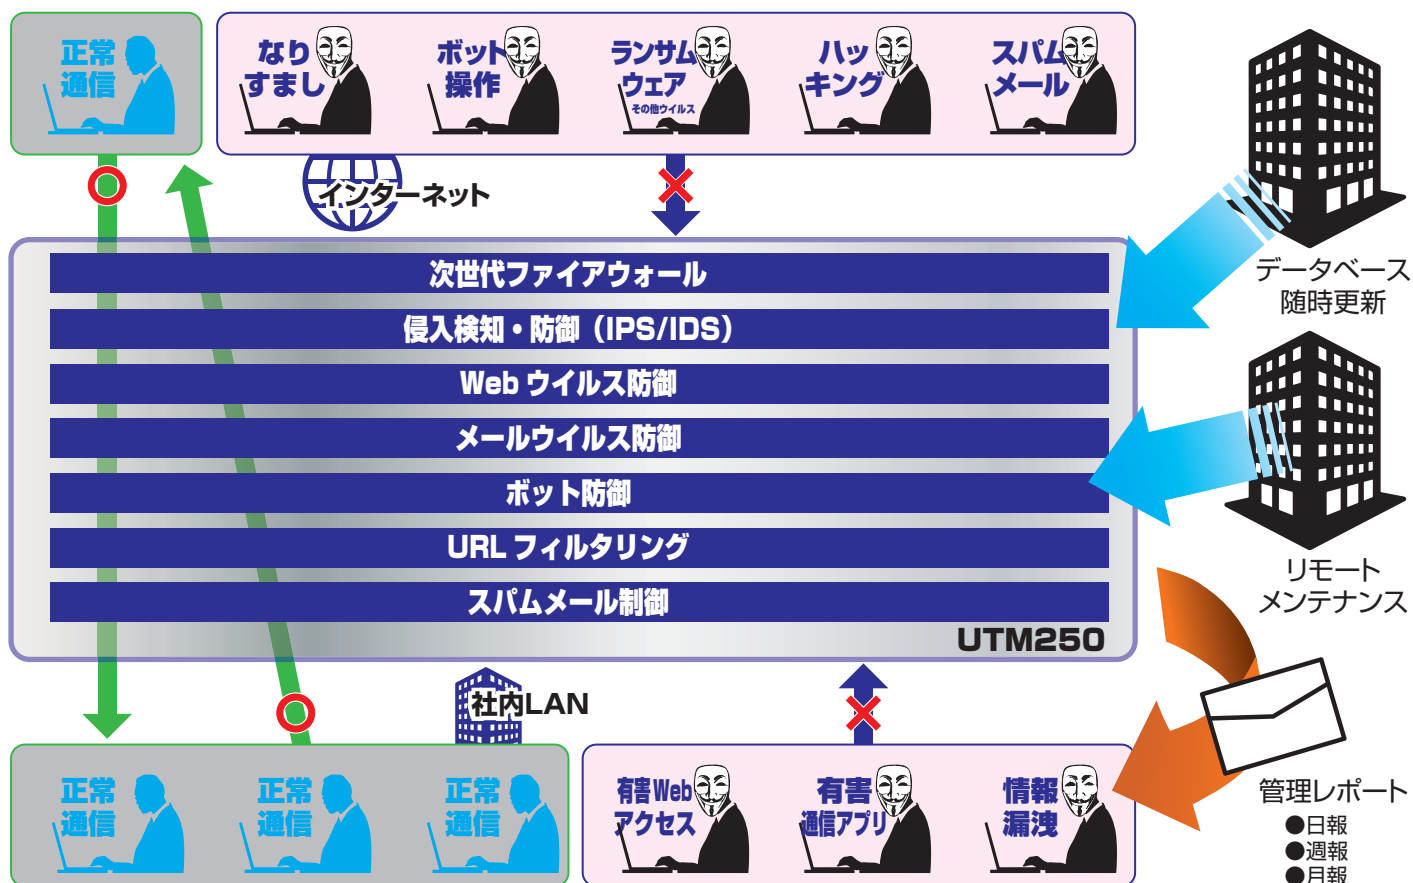 正常
通信
なり
すまし
ボット
操作
ランサム
ウェア
その他ウイルス
ハッ
キング
スパム
メール
インターネット
データベース
随時更新
次世代ファイアウォール
侵入検知・防御（IPS/IDS）
Web ウイルス防御
メールウイルス防御
ボット防御
URL フィルタリング
スパムメール制御
UTM250
リモート
メンテナンス
社内LAN
正常
通信
正常
通信
正常
通信
有害Web
アクセス
有害
通信アプリ
情報
漏洩
管理レポート
●日報
●週報
●月報